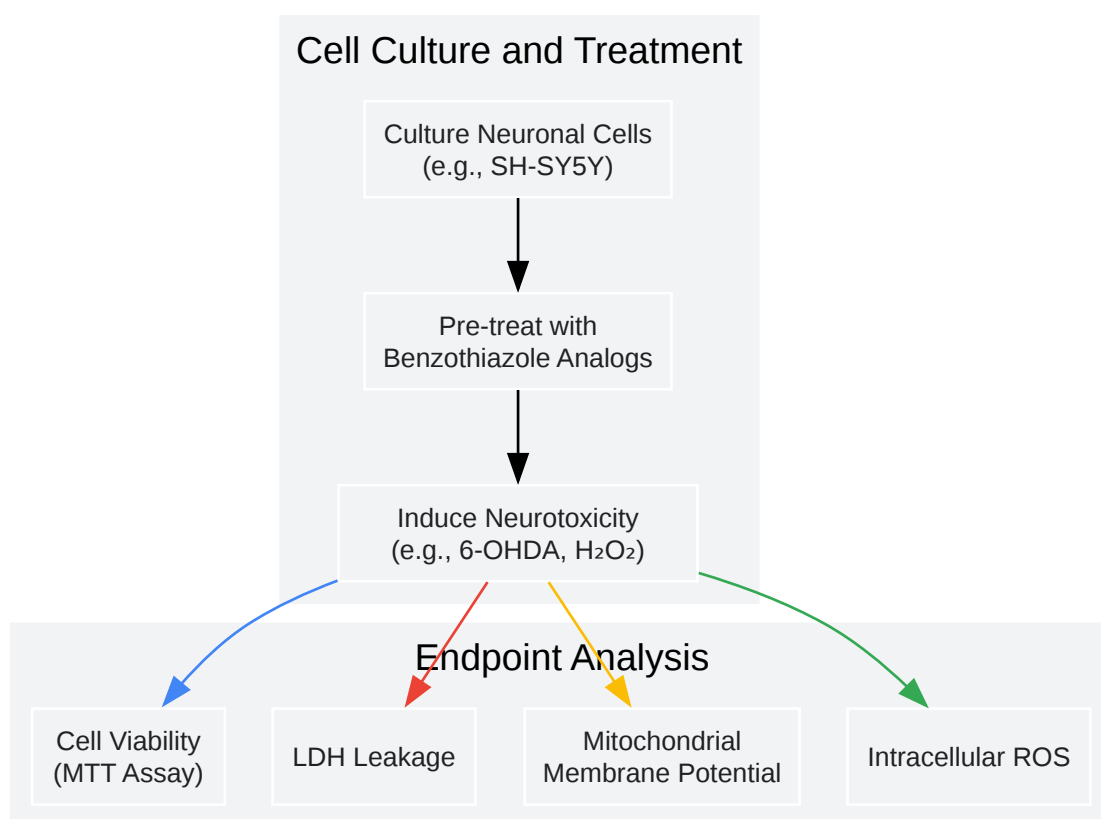 Cell Culture and Treatment
Culture Neuronal Cells
(e.g., SH-SY5Y)
Pre-treat with
Benzothiazole Analogs
Induce Neurotoxicity
(e.g., 6-OHDA, H₂O₂)
Endpoint Analysis
Cell Viability
(MTT Assay)
LDH Leakage
Mitochondrial
Membrane Potential
Intracellular ROS